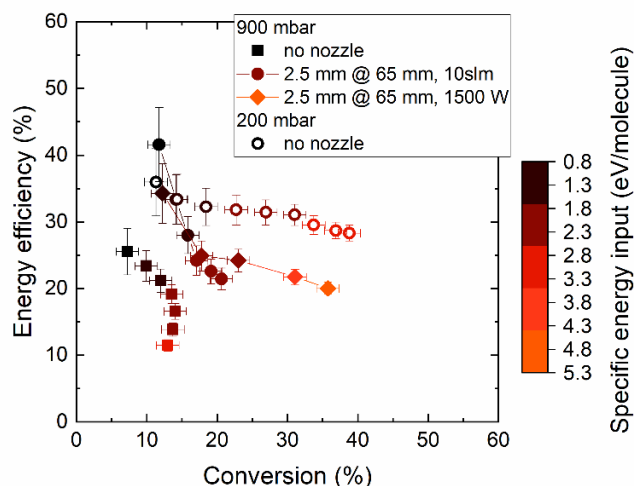 900 mbar
no nozzle
2.5 mm @ 65 mm, 10slm
2.5 mm @ 65 mm, 1500 W
200 mbar
no nozzle
60
50
40
30
20
10
0
Energy efficiency (%)
0 10 20 30 40 50 60
Conversion (%)
0.8
1.3
1.8
2.3
2.8
3.3
3.8
4.3
4.8
5.3
Specific energy input (eV/molecule)